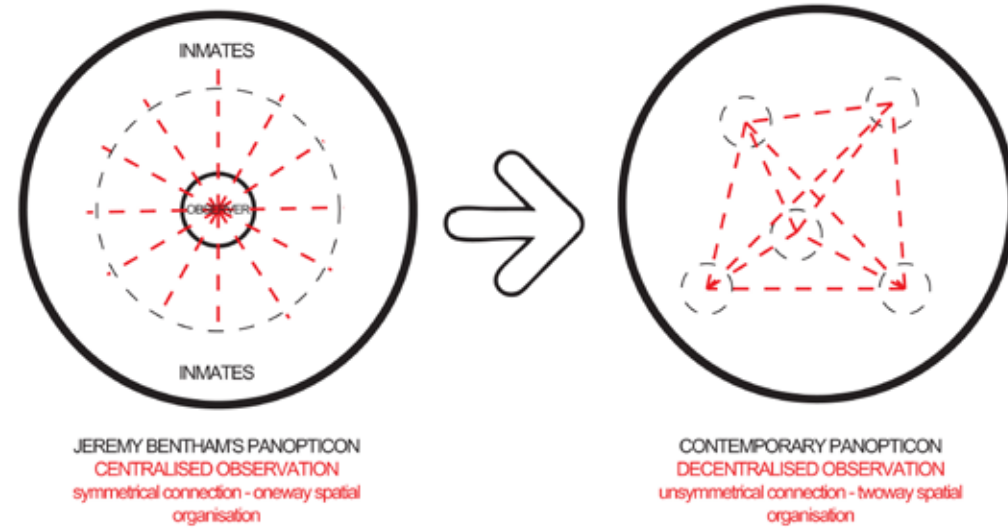 INMATES
OBSERVER
INMATES
JEREMY BENTHAM'S PANOPTICON
CENTRALISED OBSERVATION
symmetrical connection - oneway spatial
organisation
CONTEMPORARY PANOPTICON
DECENTRALISED OBSERVATION
unsymmetrical connection - twoway spatial
organisation